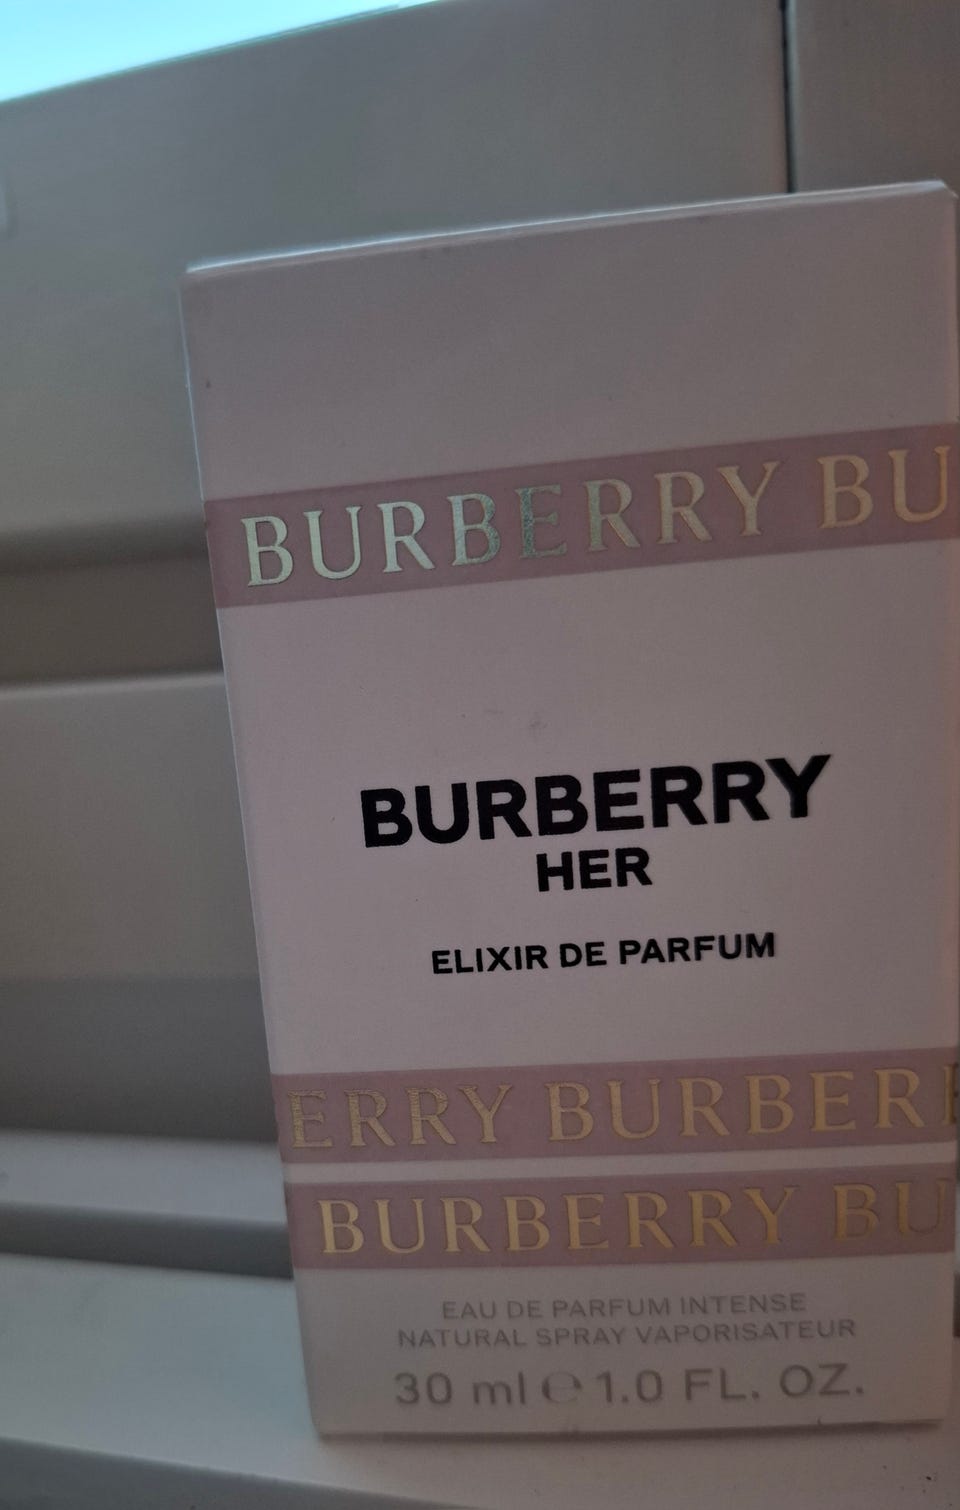 BURBERRY BU
BURBERRY
HER
ELIXIR DE PARFUM
ERRY BURBERR
BURBERRY BU
EAU DE PARFUM INTENSE
NATURAL SPRAY VAPORISATEUR
30 ml ℮ 1.0 FL. OZ.